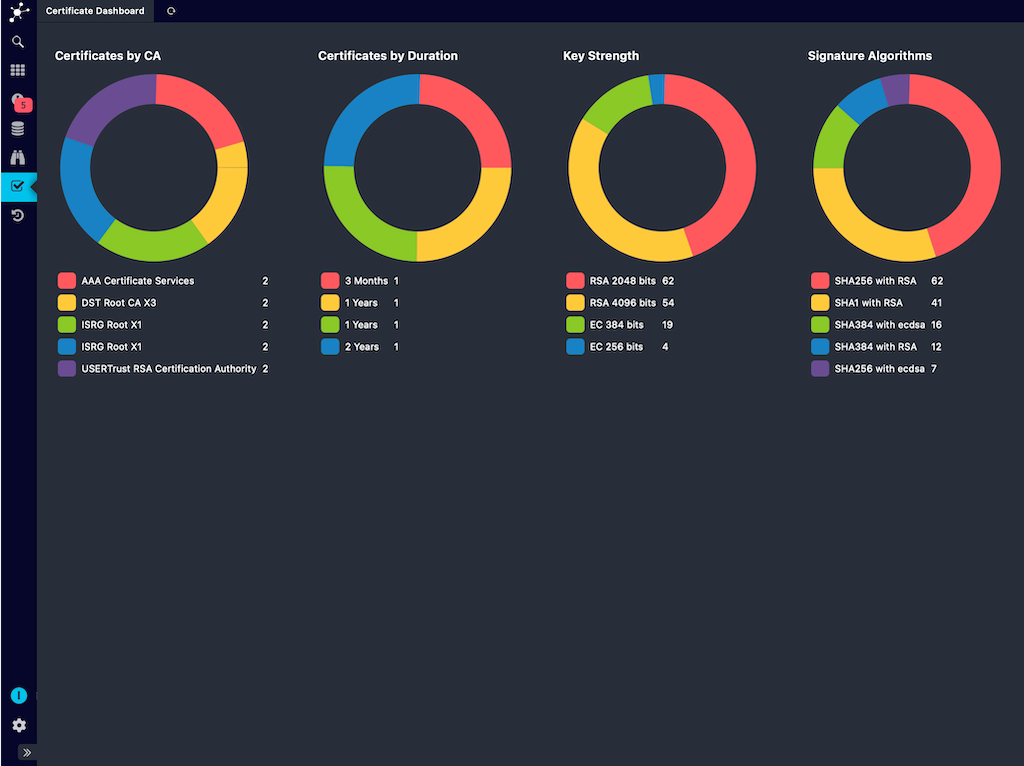 Certificate Dashboard
5
Certificates by CA
AAA Certificate Services 2
DST Root CA X3 2
ISRG Root X1 2
ISRG Root X1 2
USERTrust RSA Certification Authority 2
Certificates by Duration
3 Months 1
1 Years 1
1 Years 1
2 Years 1
Key Strength
RSA 2048 bits 62
RSA 4096 bits 54
EC 384 bits 19
EC 256 bits 4
Signature Algorithms
SHA256 with RSA 62
SHA1 with RSA 41
SHA384 with ecdsa 16
SHA384 with RSA 12
SHA256 with ecdsa 7
I